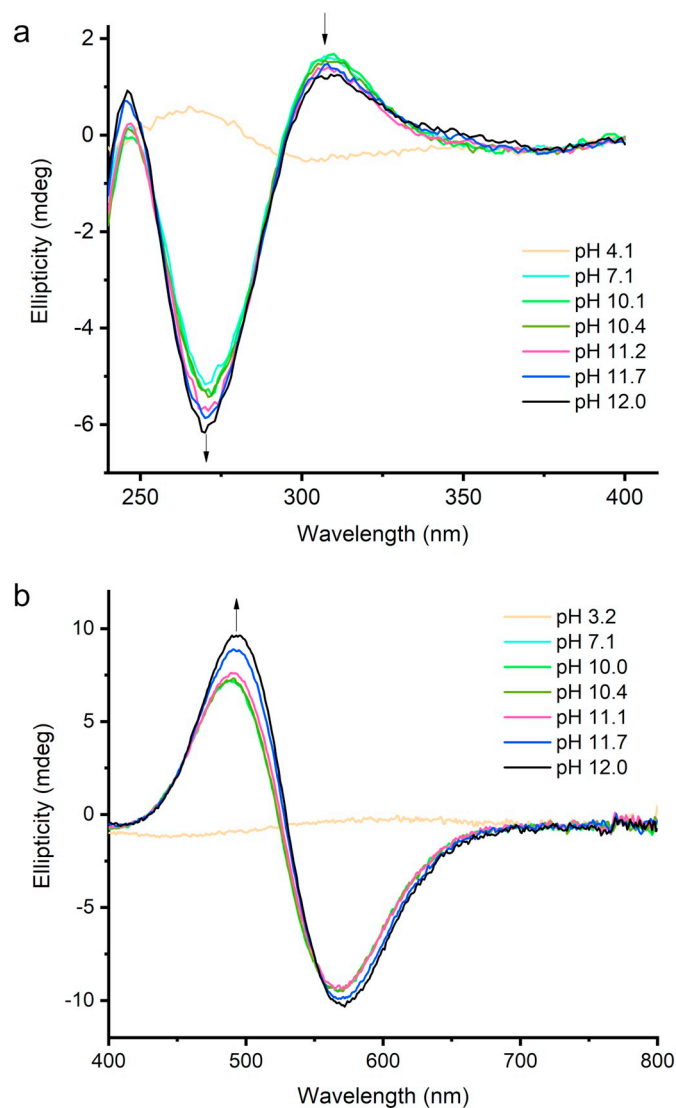 a
Ellipticity (mdeg)
2
0
-2
-4
-6
pH 4.1
pH 7.1
pH 10.1
pH 10.4
pH 11.2
pH 11.7
pH 12.0
250
300
350
400
Wavelength (nm)
b
Ellipticity (mdeg)
10
5
0
-5
-10
pH 3.2
pH 7.1
pH 10.0
pH 10.4
pH 11.1
pH 11.7
pH 12.0
400
500
600
700
800
Wavelength (nm)